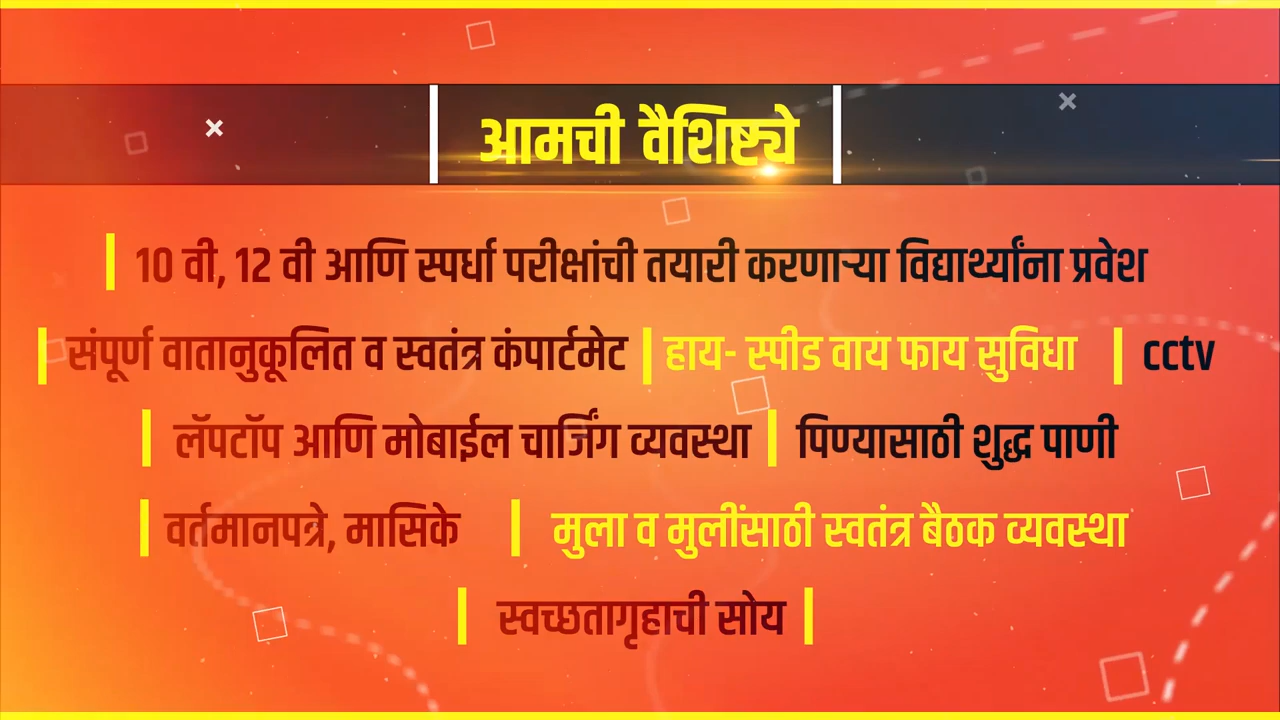 आमची वैशिष्ट्ये
10 वी, 12 वी आणि स्पर्धा परीक्षांची तयारी करणाऱ्या विद्यार्थ्यांना प्रवेश
संपूर्ण वातानुकूलित व स्वतंत्र कंपार्टमेट | हाय- स्पीड वाय फाय सुविधा | cctv
लॅपटॉप आणि मोबाईल चार्जिंग व्यवस्था | पिण्यासाठी शुद्ध पाणी
वर्तमानपत्रे, मासिके | मुला व मुलींसाठी स्वतंत्र बैठक व्यवस्था
स्वच्छतागृहाची सोय